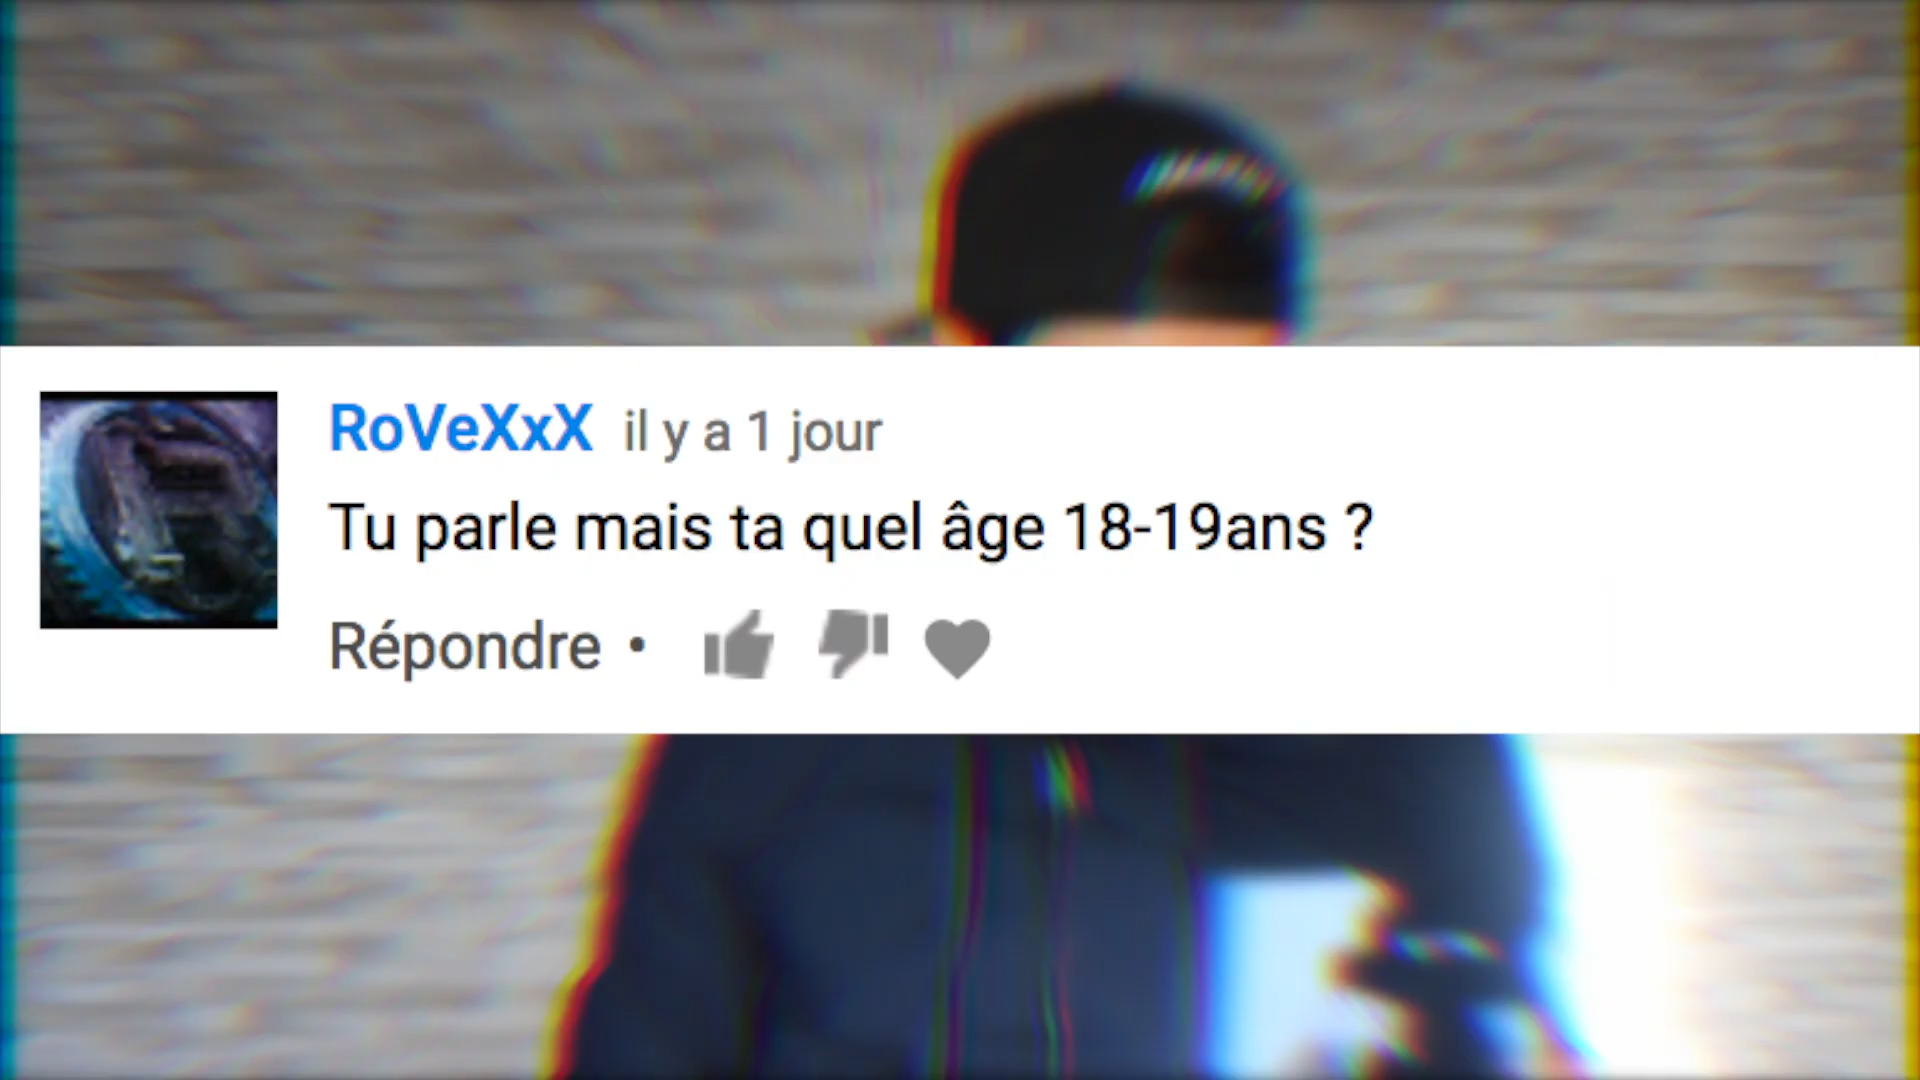 RoVeXxX il y a 1 jour
Tu parle mais ta quel âge 18-19ans ?
Répondre •